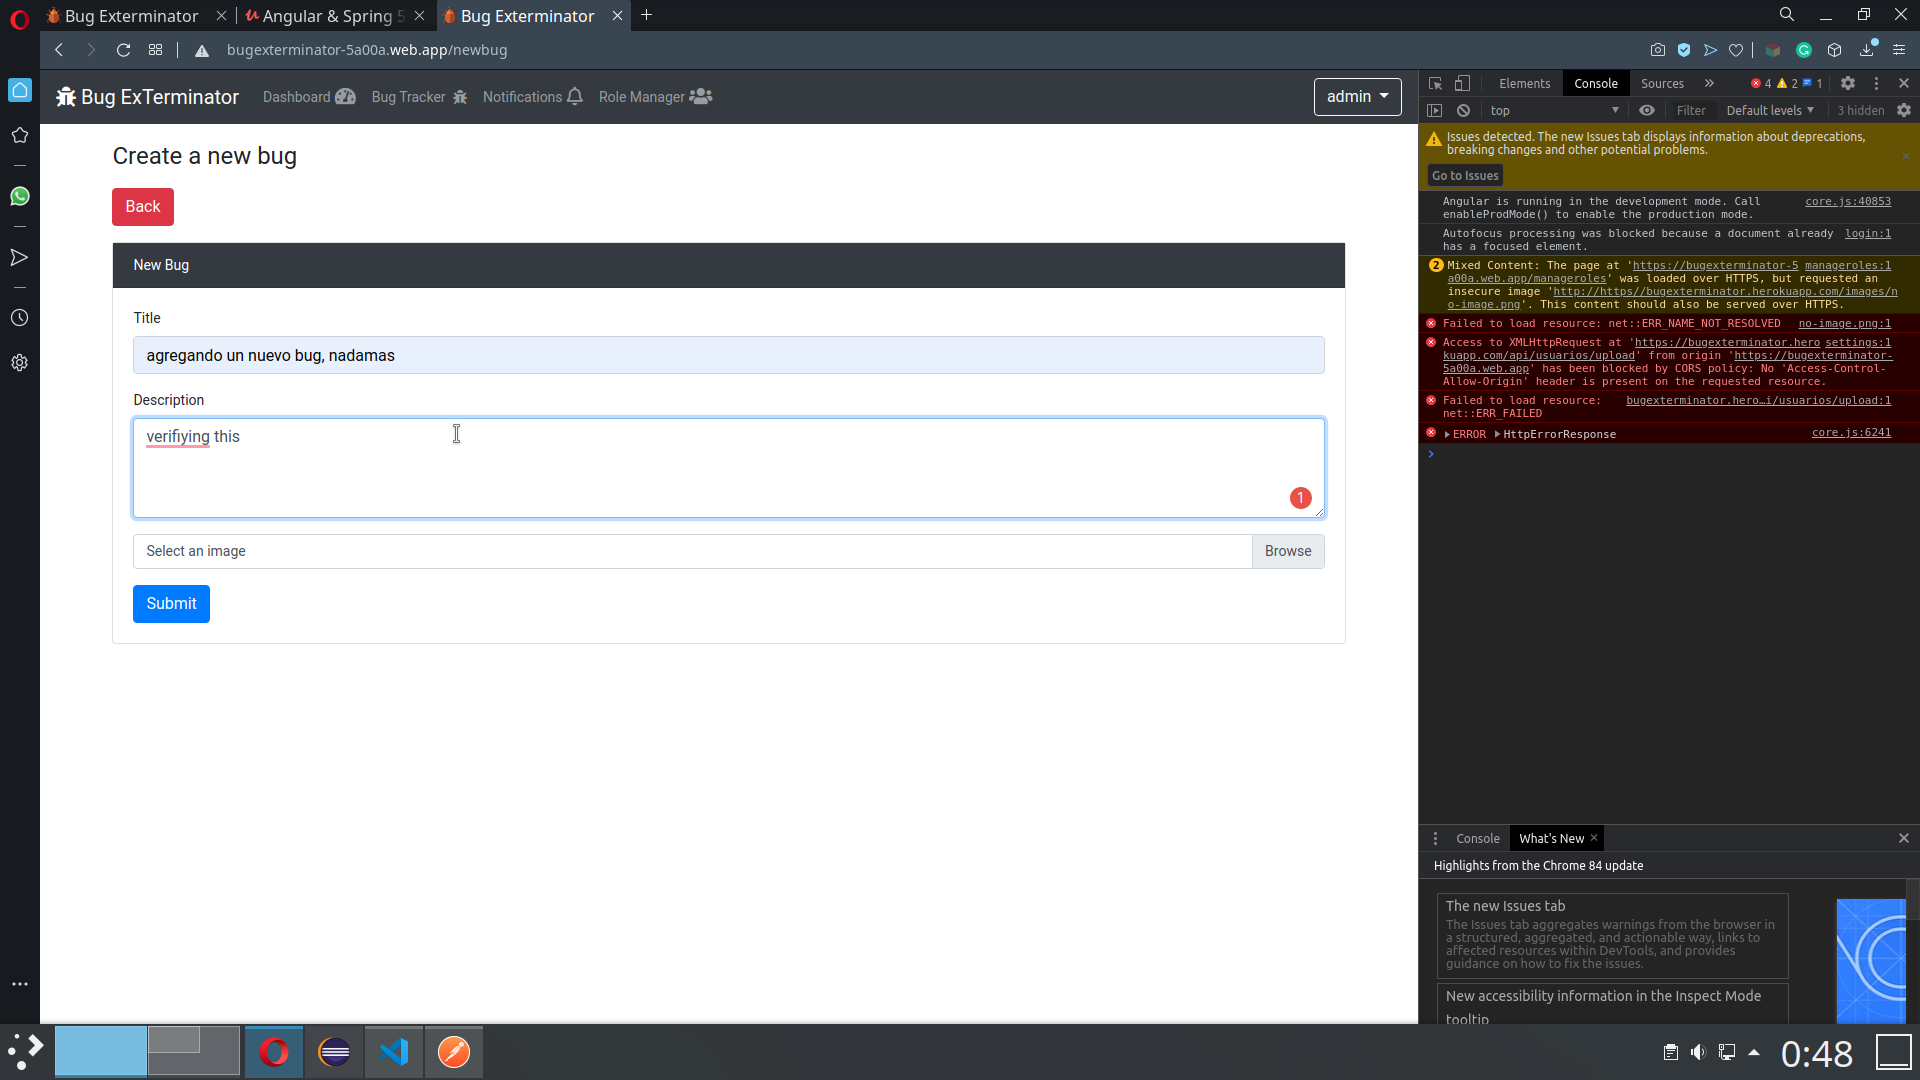 Bug Exterminator
Angular & Spring 5
Bug Exterminator
bugexterminator-5a00a.web.app/newbug
Bug ExTerminator
Dashboard
Bug Tracker
Notifications
Role Manager
admin
Create a new bug
Back
New Bug
Title
agregando un nuevo bug, nadamas
Description
verifiying this
1
Select an image
Browse
Submit
Elements
Console
Sources
4
2
1
top
Filter
Default levels
3 hidden
Issues detected. The new Issues tab displays information about deprecations,
breaking changes and other potential problems.
Go to Issues
Angular is running in the development mode. Call core.js:40853
enableProdMode() to enable the production mode.
Autofocus processing was blocked because a document already login:1
has a focused element.
2 Mixed Content: The page at 'https://bugexterminator-5 manageroles:1
a00a.web.app/manageroles' was loaded over HTTPS, but requested an
insecure image 'http://https//bugexterminator.herokuapp.com/images/n
o-image.png'. This content should also be served over HTTPS.
Failed to load resource: net::ERR_NAME_NOT_RESOLVED no-image.png:1
Access to XMLHttpRequest at 'https://bugexterminator.hero settings:1
kuapp.com/api/usuarios/upload' from origin 'https://bugexterminator-
5a00a.web.app' has been blocked by CORS policy: No 'Access-Control-
Allow-Origin' header is present on the requested resource.
Failed to load resource: bugexterminator.hero…i/usuarios/upload:1
net::ERR_FAILED
ERROR HttpErrorResponse core.js:6241
Console
What's New
Highlights from the Chrome 84 update
The new Issues tab
The Issues tab aggregates warnings from the browser in
a structured, aggregated, and actionable way, links to
affected resources within DevTools, and provides
guidance on how to fix the issues.
New accessibility information in the Inspect Mode
tooltip
0:48